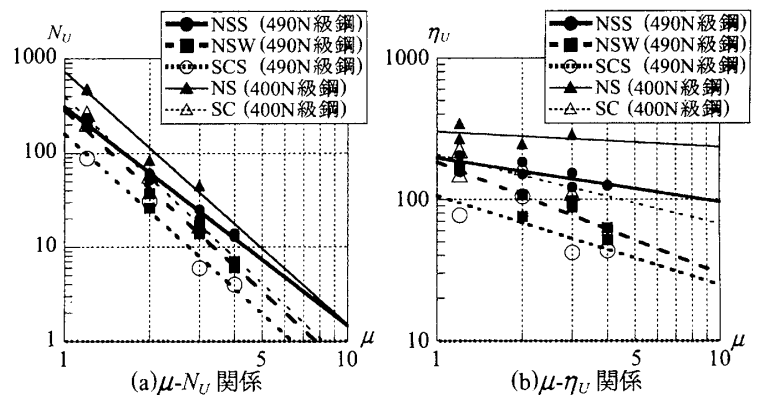 N_U
NSS (490N級鋼)
NSW (490N級鋼)
SCS (490N級鋼)
NS (400N級鋼)
SC (400N級鋼)
1000
100
10
1
1
5
10
μ
(a)μ-N_U 関係
η_U
NSS (490N級鋼)
NSW (490N級鋼)
SCS (490N級鋼)
NS (400N級鋼)
SC (400N級鋼)
1000
100
10
1
5
10
μ
(b)μ-η_U 関係